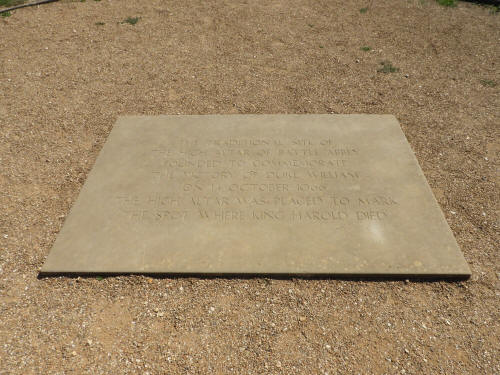 THE TRADITIONAL SITE OF
THE HIGH ALTAR OF BATTLE ABBEY
FOUNDED TO COMMEMORATE
THE VICTORY OF DUKE WILLIAM
ON 14 OCTOBER 1066
THE HIGH ALTAR WAS PLACED TO MARK
THE SPOT WHERE KING HAROLD DIED